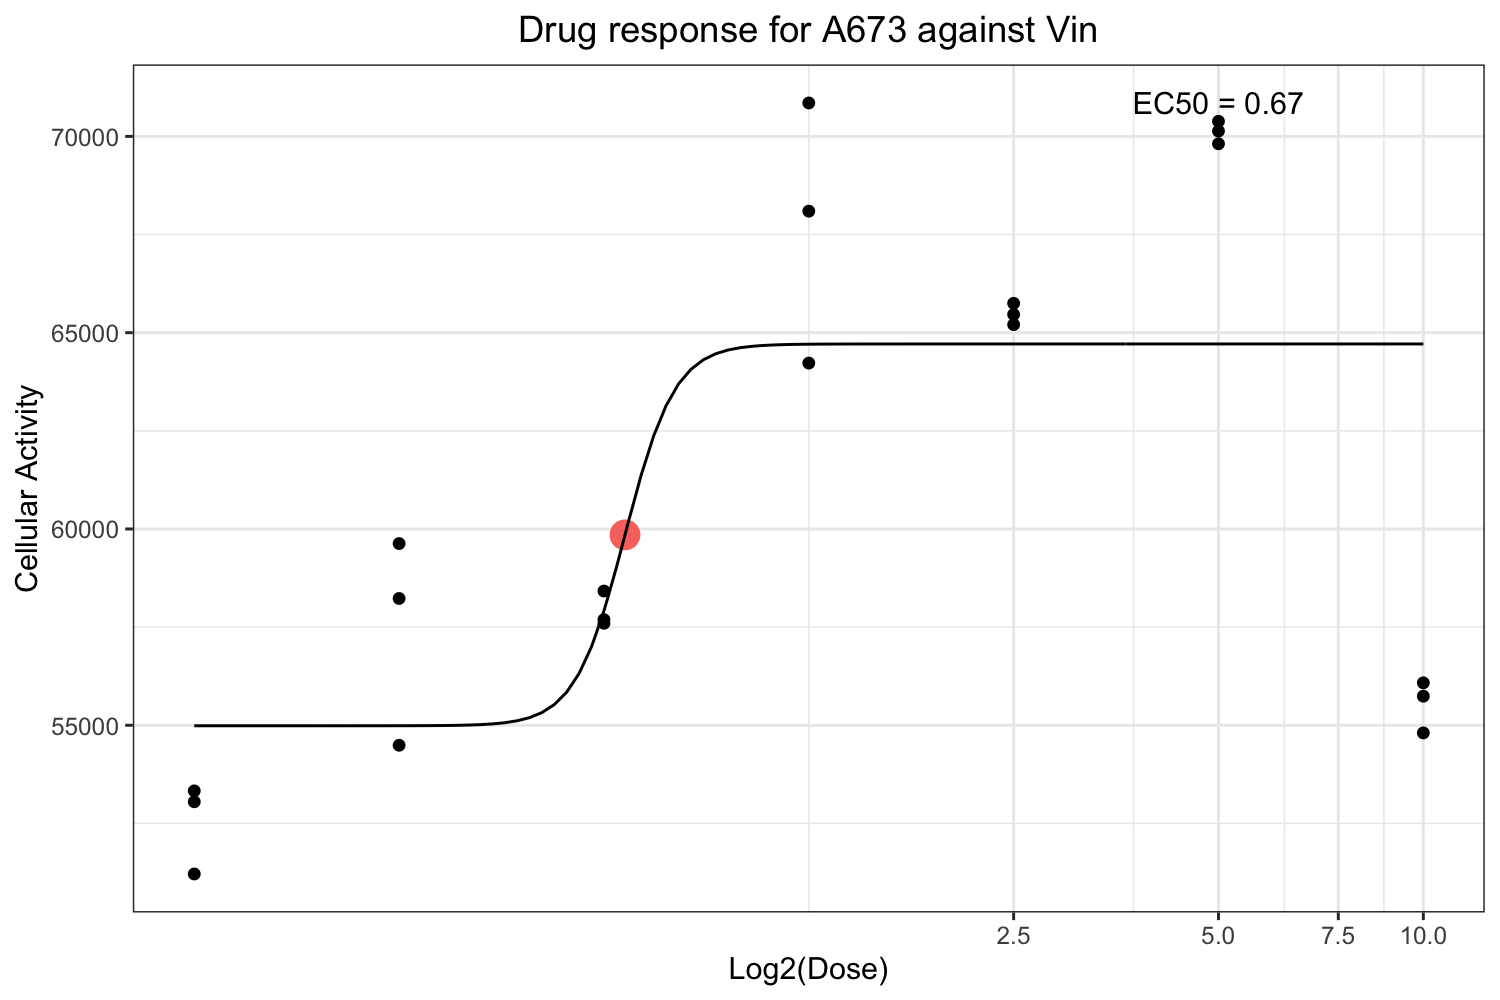 Drug response for A673 against Vin
EC50 = 0.67
70000
65000
60000
55000
Cellular Activity
2.5 5.0 7.5 10.0
Log2(Dose)